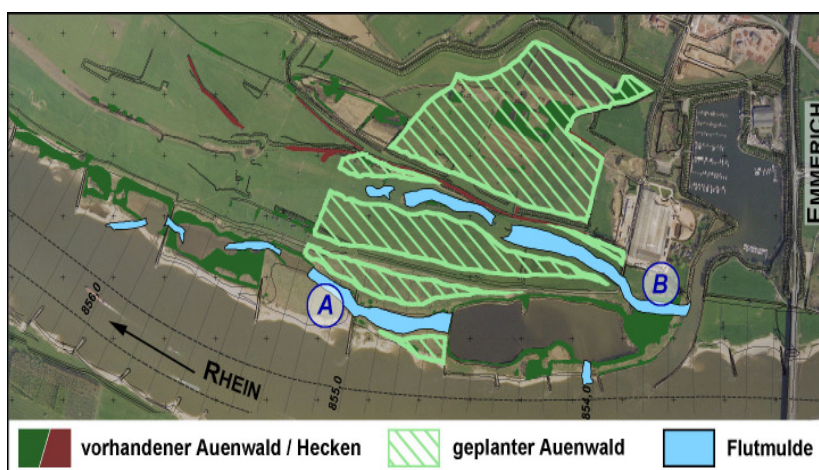 EMMERICH
A
B
856,0
RHEIN
855,0
854,0
vorhandener Auenwald / Hecken
geplanter Auenwald
Flutmulde